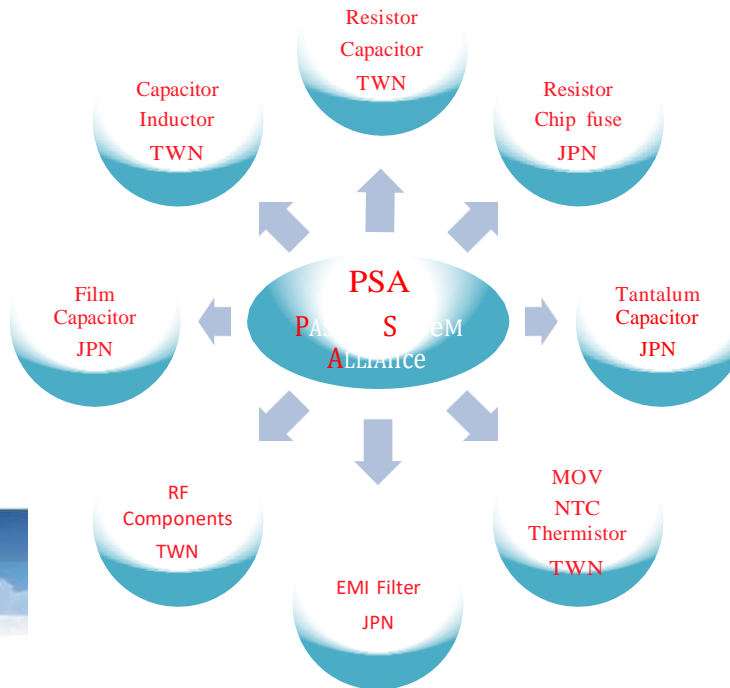 Resistor
Capacitor
TWN
Capacitor
Inductor
TWN
Resistor
Chip fuse
JPN
PSA
ALLIAnce
Film
Capacitor
JPN
Tantalum
Capacitor
JPN
RF
Components
TWN
MOV
NTC
Thermistor
TWN
EMI Filter
JPN